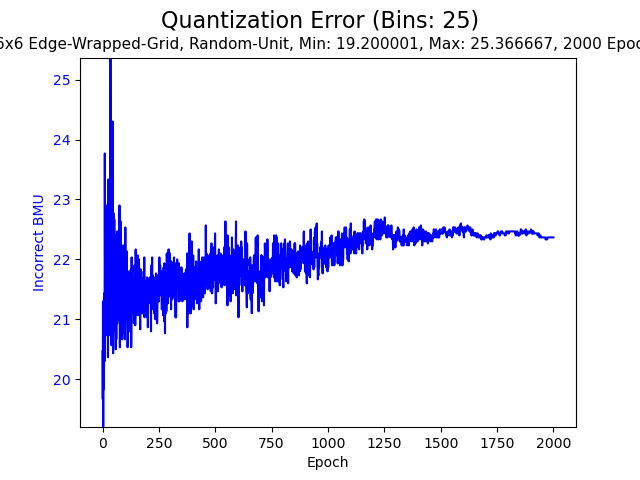 Quantization Error (Bins: 25)
6x6 Edge-Wrapped-Grid, Random-Unit, Min: 19.200001, Max: 25.366667, 2000 Epoc
25
24
23
22
21
20
Incorrect BMU
0 250 500 750 1000 1250 1500 1750 2000
Epoch